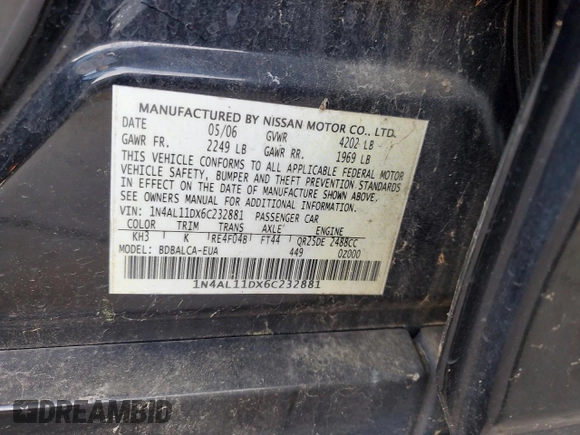 MANUFACTURED BY NISSAN MOTOR CO., LTD.
DATE 05/06 GVWR 4202 LB
GAWR FR. 2249 LB GAWR RR. 1969 LB
THIS VEHICLE CONFORMS TO ALL APPLICABLE FEDERAL MOTOR
VEHICLE SAFETY, BUMPER AND THEFT PREVENTION STANDARDS
IN EFFECT ON THE DATE OF MANUFACTURE SHOWN ABOVE.
SEE OWNERS MANUAL FOR ADDITIONAL INFORMATION
VIN: 1N4AL11DX6C232881 PASSENGER CAR
COLOR TRIM TRANS AXLE ENGINE
KH3 K RE4F04B FT44 QR25DE 2488CC
MODEL: BDBALCA-EUA 449 0Z000
1N4AL11DX6C232881
DREAMBID